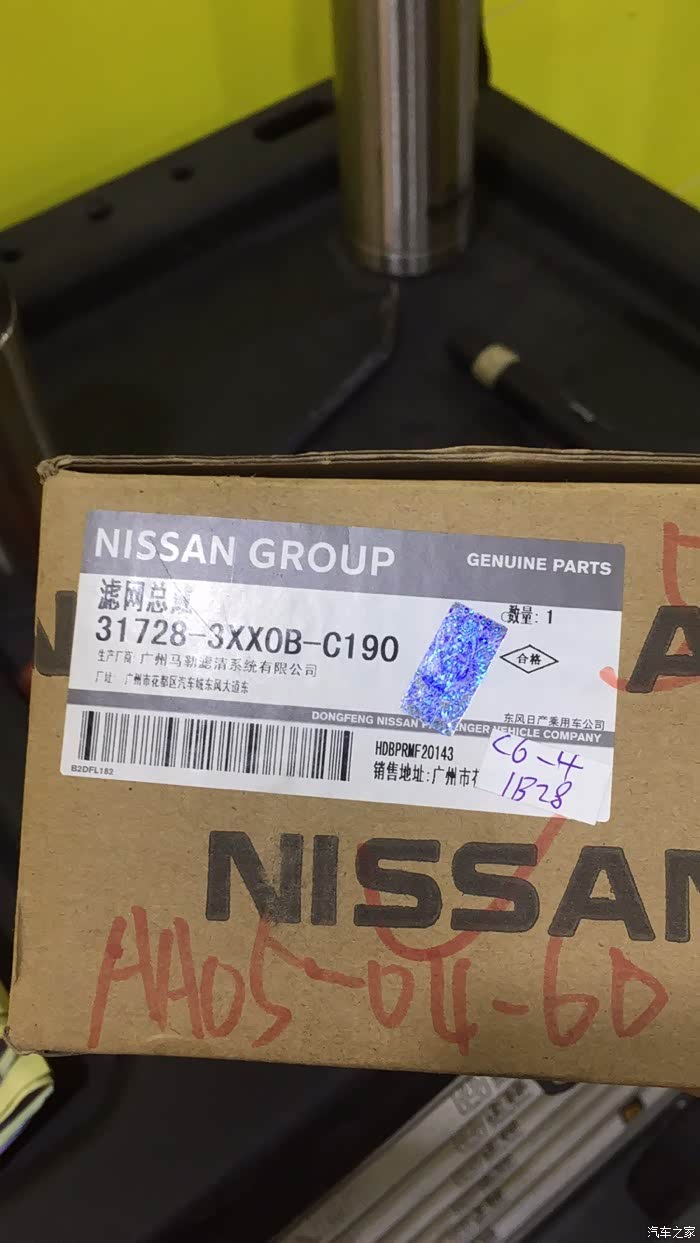 NISSAN GROUP
GENUINE PARTS
滤网总成
数量: 1
31728-3XX0B-C190
合格
生产厂商: 广州马勒滤清系统有限公司
厂址: 广州市花都区汽车城东风大道东
东风日产乘用车公司
DONGFENG NISSAN PASSENGER VEHICLE COMPANY
B2DFL182
HDBPRMF20143
销售地址:广州市花
C6-4
1B28
NISSAN
AA05-04-60
汽车之家